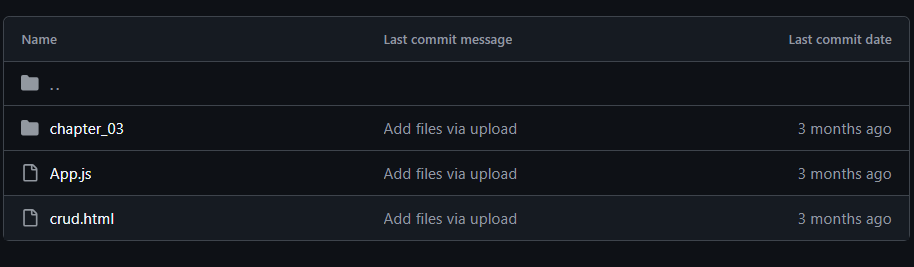 Name Last commit message Last commit date
..
chapter_03 Add files via upload 3 months ago
App.js Add files via upload 3 months ago
crud.html Add files via upload 3 months ago